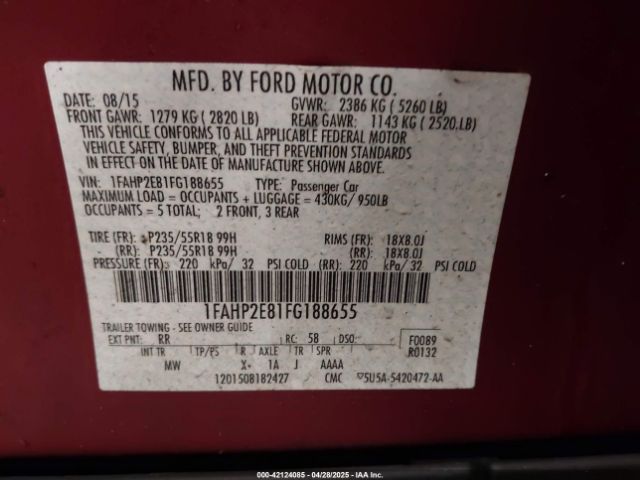 MFD. BY FORD MOTOR CO.
DATE: 08/15 GVWR: 2386 KG ( 5260 LB)
FRONT GAWR: 1279 KG ( 2820 LB) REAR GAWR: 1143 KG ( 2520.LB)
THIS VEHICLE CONFORMS TO ALL APPLICABLE FEDERAL MOTOR
VEHICLE SAFETY, BUMPER, AND THEFT PREVENTION STANDARDS
IN EFFECT ON THE DATE OF MANUFACTURE SHOWN ABOVE.
VIN: 1FAHP2E81FG188655 TYPE: Passenger Car
MAXIMUM LOAD = OCCUPANTS + LUGGAGE = 430KG/ 950LB
OCCUPANTS = 5 TOTAL; 2 FRONT, 3 REAR
TIRE (FR): P235/55R18 99H RIMS (FR): 18X8.0J
(RR): P235/55R18 99H (RR): 18X8.0J
PRESSURE (FR): 220 kPa/ 32 PSI COLD (RR): 220 kPa/ 32 PSI COLD
1FAHP2E81FG188655
TRAILER TOWING - SEE OWNER GUIDE
EXT PNT: RR RC: 58 DSO: F0089
R0132
INT TR TP/PS R AXLE TR SPR
MW X+ 1A J AAAA
1201508182427 CMC ▽5U5A-5420472-AA
000-42124085 - 04/28/2025 - IAA Inc.